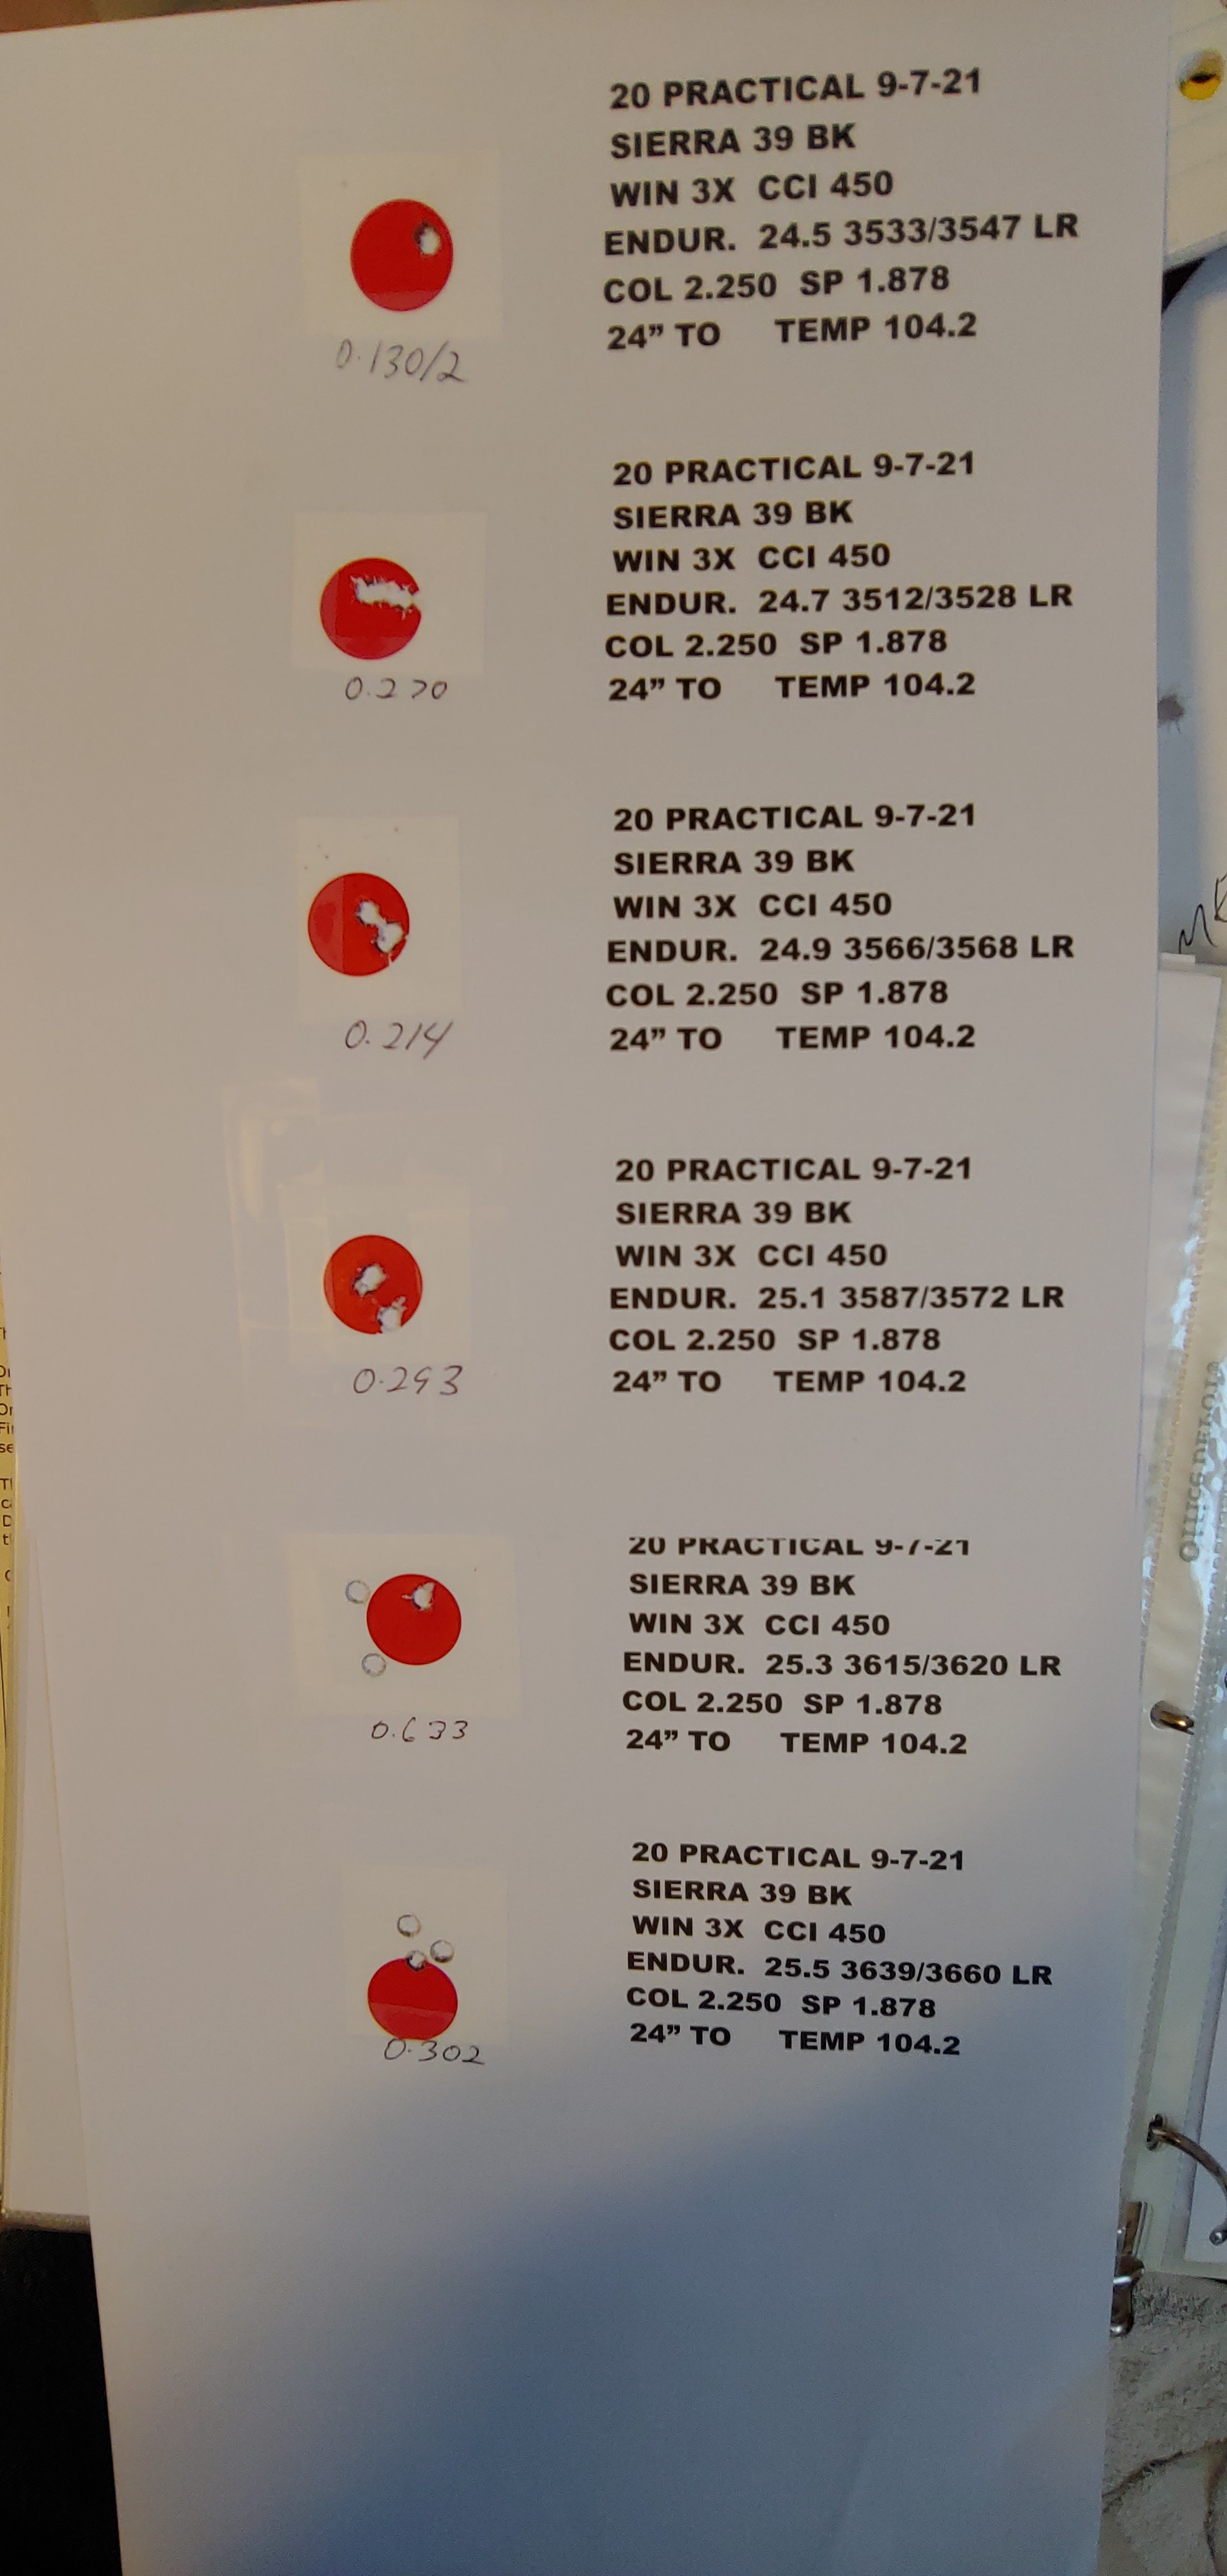 20 PRACTICAL 9-7-21
SIERRA 39 BK
WIN 3X CCI 450
ENDUR. 24.5 3533/3547 LR
COL 2.250 SP 1.878
24” TO TEMP 104.2
0.130/2
20 PRACTICAL 9-7-21
SIERRA 39 BK
WIN 3X CCI 450
ENDUR. 24.7 3512/3528 LR
COL 2.250 SP 1.878
24” TO TEMP 104.2
0.270
20 PRACTICAL 9-7-21
SIERRA 39 BK
WIN 3X CCI 450
ENDUR. 24.9 3566/3568 LR
COL 2.250 SP 1.878
24” TO TEMP 104.2
0.214
20 PRACTICAL 9-7-21
SIERRA 39 BK
WIN 3X CCI 450
ENDUR. 25.1 3587/3572 LR
COL 2.250 SP 1.878
24” TO TEMP 104.2
0.293
20 PRACTICAL 9-7-21
SIERRA 39 BK
WIN 3X CCI 450
ENDUR. 25.3 3615/3620 LR
COL 2.250 SP 1.878
24” TO TEMP 104.2
0.633
20 PRACTICAL 9-7-21
SIERRA 39 BK
WIN 3X CCI 450
ENDUR. 25.5 3639/3660 LR
COL 2.250 SP 1.878
24” TO TEMP 104.2
0.302
Office DEPOT